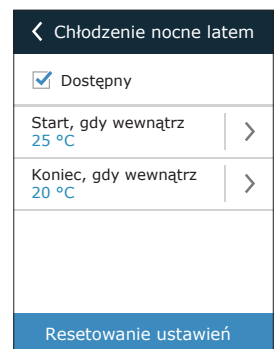 Chłodzenie nocne latem
Dostępny
Start, gdy wewnątrz
25 °C
Koniec, gdy wewnątrz
20 °C
Resetowanie ustawień